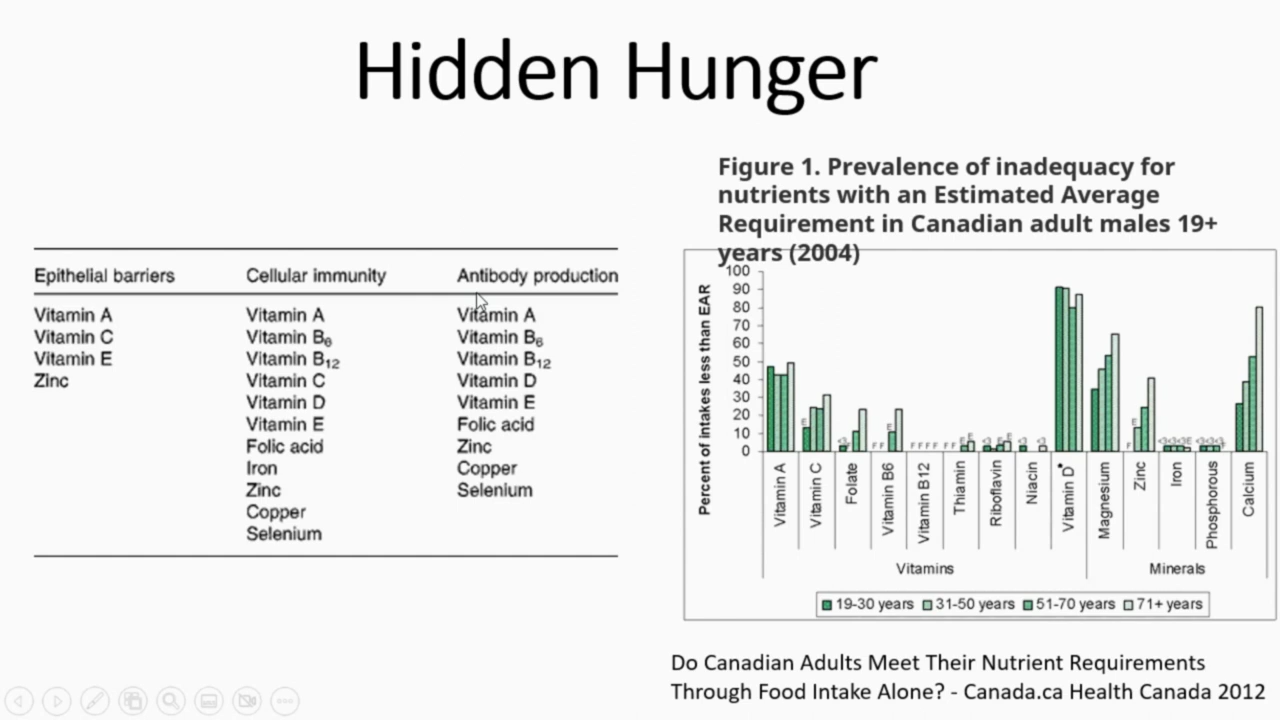 Hidden Hunger
Epithelial barriers Cellular immunity Antibody production
Vitamin A Vitamin A Vitamin A
Vitamin C Vitamin B6 Vitamin B6
Vitamin E Vitamin B12 Vitamin B12
Zinc Vitamin C Vitamin D
Vitamin D Vitamin E
Vitamin E Folic acid
Folic acid Zinc
Iron Copper
Zinc Selenium
Copper
Selenium
Figure 1. Prevalence of inadequacy for
nutrients with an Estimated Average
Requirement in Canadian adult males 19+
years (2004)
Percent of intakes less than EAR
100
90
80
70
60
50
40
30
20
10
0
Vitamin A
Vitamin C
Folate
Vitamin B6
Vitamin B12
Thiamin
Riboflavin
Niacin
Vitamin D*
Magnesium
Zinc
Iron
Phosphorous
Calcium
Vitamins Minerals
19-30 years 31-50 years 51-70 years 71+ years
Do Canadian Adults Meet Their Nutrient Requirements
Through Food Intake Alone? - Canada.ca Health Canada 2012